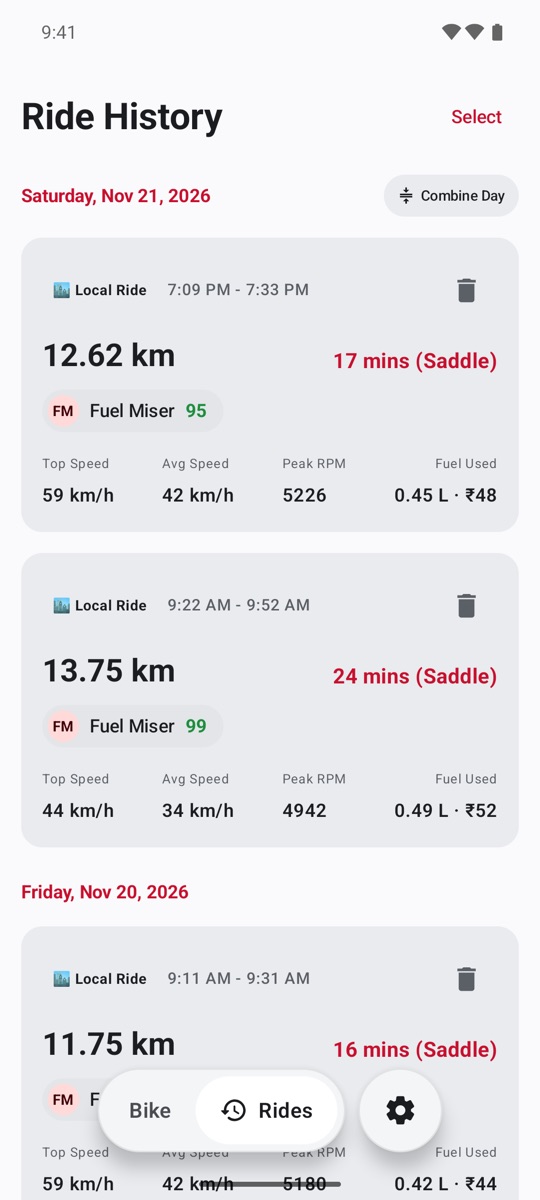 9:41
Ride History
Select
Saturday, Nov 21, 2026
Combine Day
Local Ride 7:09 PM - 7:33 PM
12.62 km
17 mins (Saddle)
FM Fuel Miser 95
Top Speed Avg Speed Peak RPM Fuel Used
59 km/h 42 km/h 5226 0.45 L · ₹48
Local Ride 9:22 AM - 9:52 AM
13.75 km
24 mins (Saddle)
FM Fuel Miser 99
Top Speed Avg Speed Peak RPM Fuel Used
44 km/h 34 km/h 4942 0.49 L · ₹52
Friday, Nov 20, 2026
Local Ride 9:11 AM - 9:31 AM
11.75 km
16 mins (Saddle)
FM
Bike Rides
Top Speed Avg Speed Peak RPM Fuel Used
59 km/h 42 km/h 5180 0.42 L · ₹44